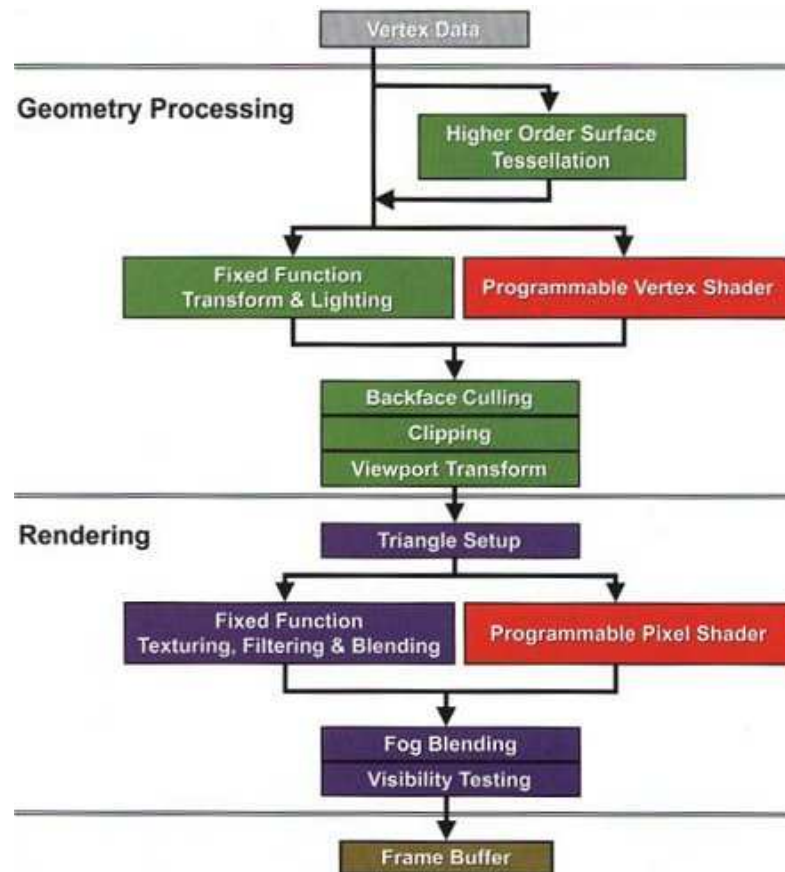 Vertex Data
Geometry Processing
Higher Order Surface
Tessellation
Fixed Function
Transform & Lighting
Programmable Vertex Shader
Backface Culling
Clipping
Viewport Transform
Rendering
Triangle Setup
Fixed Function
Texturing, Filtering & Blending
Programmable Pixel Shader
Fog Blending
Visibility Testing
Frame Buffer